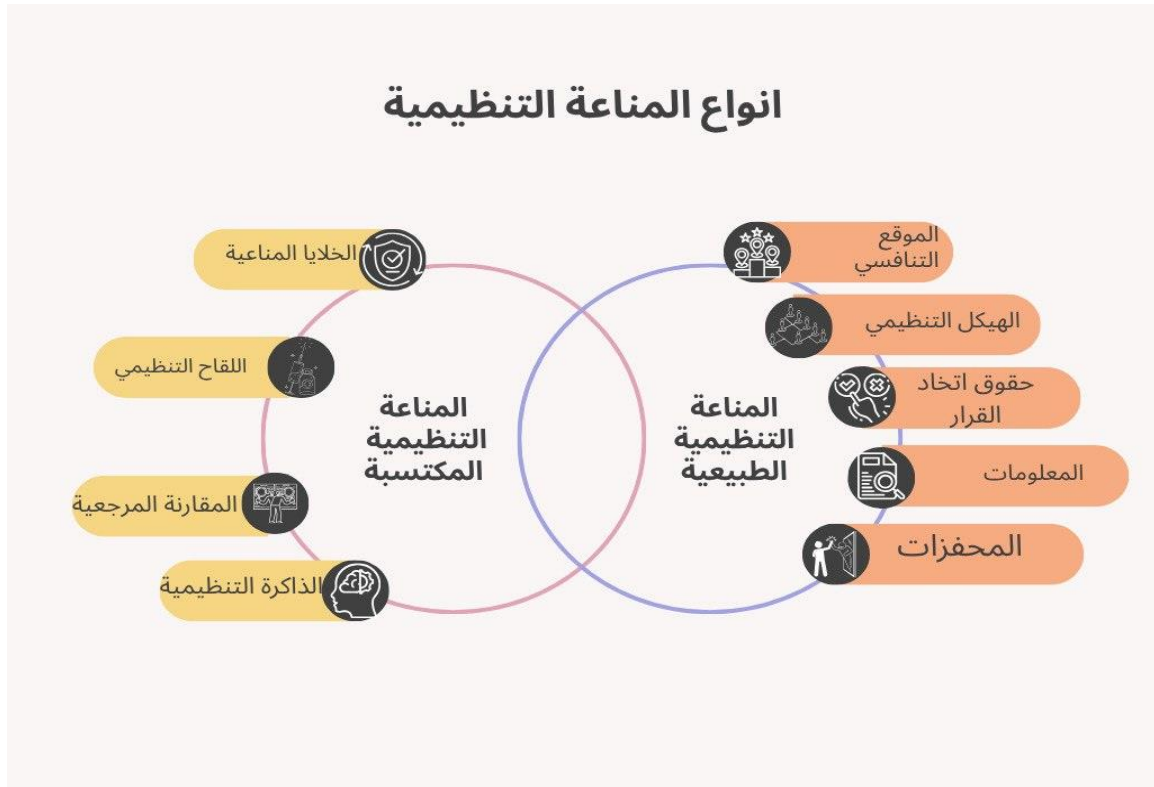 انواع المناعة التنظيمية
الموقع
التنافسي
الهيكل التنظيمي
حقوق اتخاد
القرار
المعلومات
المحفزات
المناعة
التنظيمية
الطبيعية
المناعة
التنظيمية
المكتسبة
الخلايا المناعية
اللقاح التنظيمي
المقارنة المرجعية
الذاكرة التنظيمية